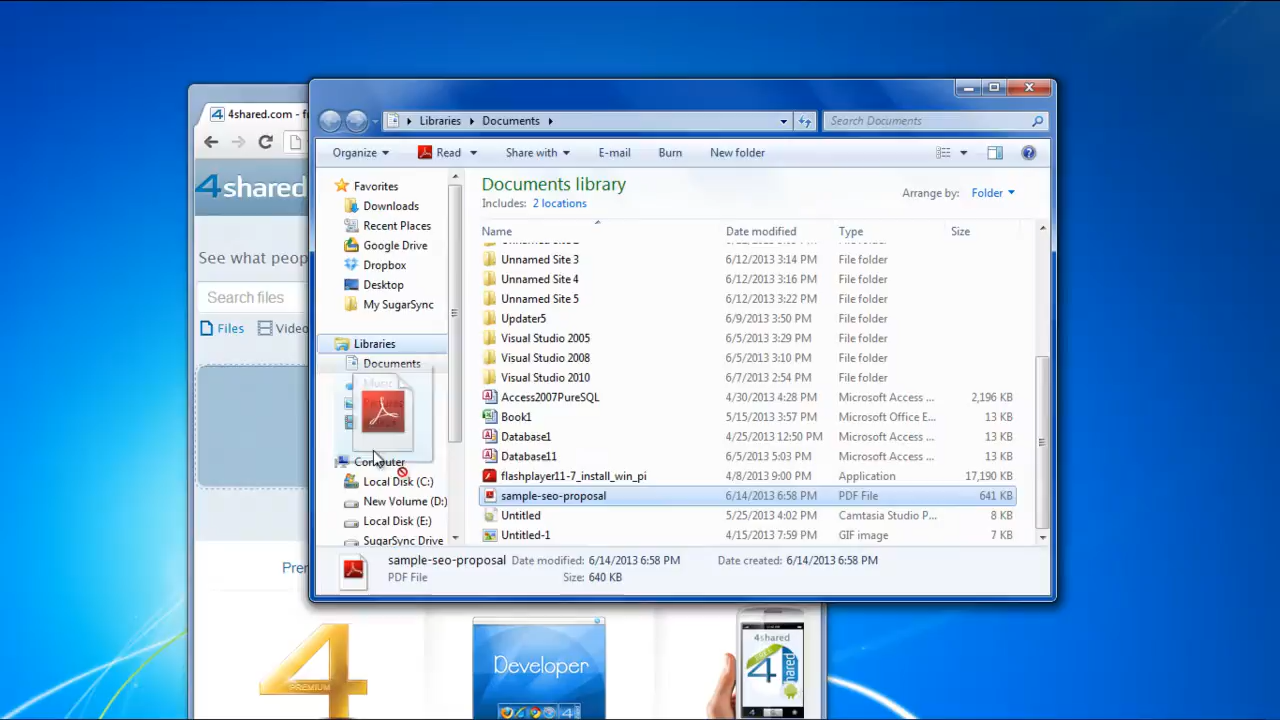 4shared.com - f
Libraries
Documents
Search Documents
Organize
Read
Share with
E-mail
Burn
New folder
4shared
See what peop
Search files
Files
Video
Favorites
Downloads
Recent Places
Google Drive
Dropbox
Desktop
My SugarSync
Libraries
Documents
Music
Computer
Local Disk (C:)
New Volume (D:)
Local Disk (E:)
SugarSync Drive
Documents library
Includes: 2 locations
Arrange by: Folder
Name Date modified Type Size
Unnamed Site 3 6/12/2013 3:14 PM File folder
Unnamed Site 4 6/12/2013 3:16 PM File folder
Unnamed Site 5 6/12/2013 3:22 PM File folder
Updater5 6/9/2013 3:50 PM File folder
Visual Studio 2005 6/5/2013 3:29 PM File folder
Visual Studio 2008 6/5/2013 3:10 PM File folder
Visual Studio 2010 6/7/2013 2:54 PM File folder
Access2007PureSQL 4/30/2013 4:28 PM Microsoft Access ... 2,196 KB
Book1 5/15/2013 3:57 PM Microsoft Office E... 13 KB
Database1 4/25/2013 12:50 PM Microsoft Access ... 13 KB
Database11 6/5/2013 5:03 PM Microsoft Access ... 13 KB
flashplayer11-7_install_win_pi 4/8/2013 9:00 PM Application 17,190 KB
sample-seo-proposal 6/14/2013 6:58 PM PDF File 641 KB
Untitled 5/25/2013 4:02 PM Camtasia Studio P... 8 KB
Untitled-1 4/15/2013 7:59 PM GIF image 7 KB
sample-seo-proposal Date modified: 6/14/2013 6:58 PM Date created: 6/14/2013 6:58 PM
PDF File Size: 640 KB
Prem
4
PREMIUM
Developer
4shared
4
shared